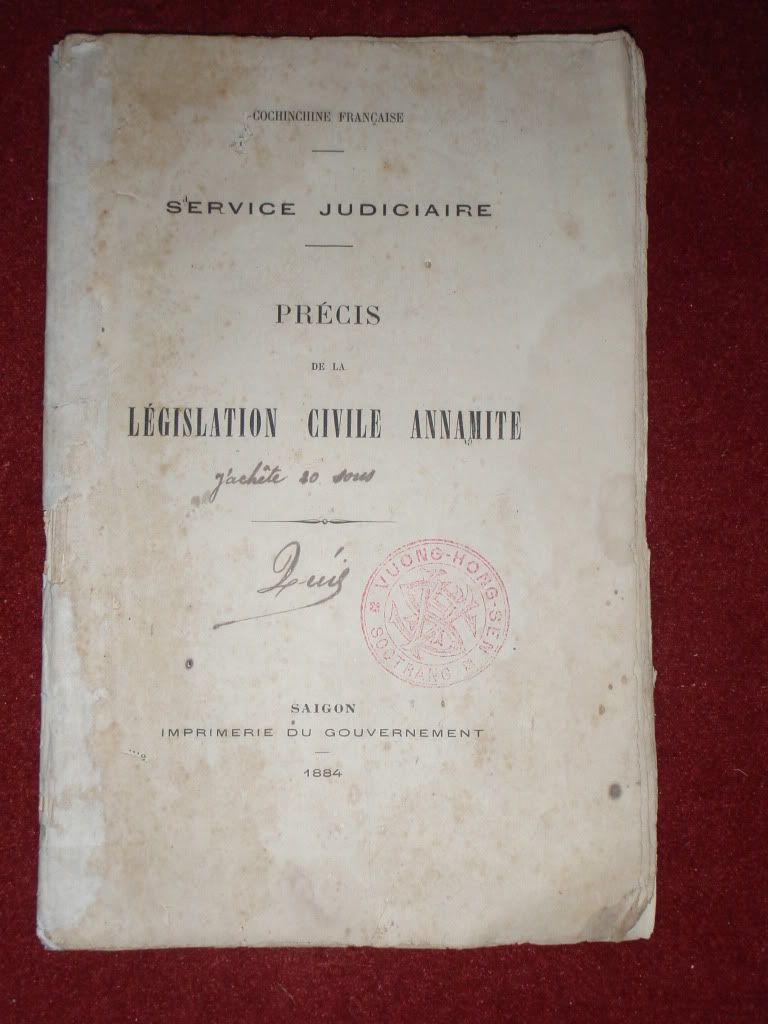 COCHINCHINE FRANÇAISE
SERVICE JUDICIAIRE
PRÉCIS
DE LA
LÉGISLATION CIVILE ANNAMITE
j'achète 20 sous
VUONG-HONG-SEN
SOCTRANG
SAIGON
IMPRIMERIE DU GOUVERNEMENT
1884